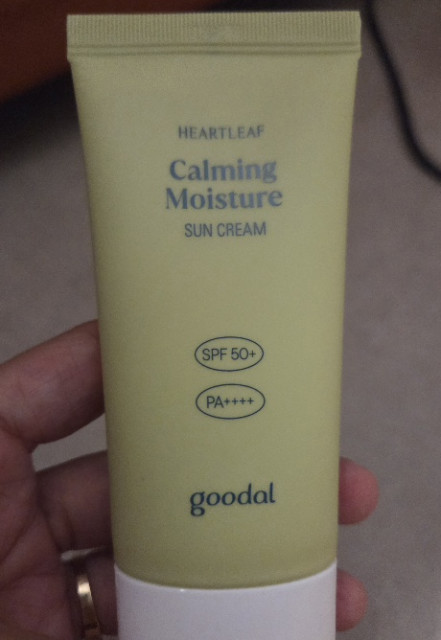 HEARTLEAF
Calming
Moisture
SUN CREAM
SPF 50+
PA++++
goodal